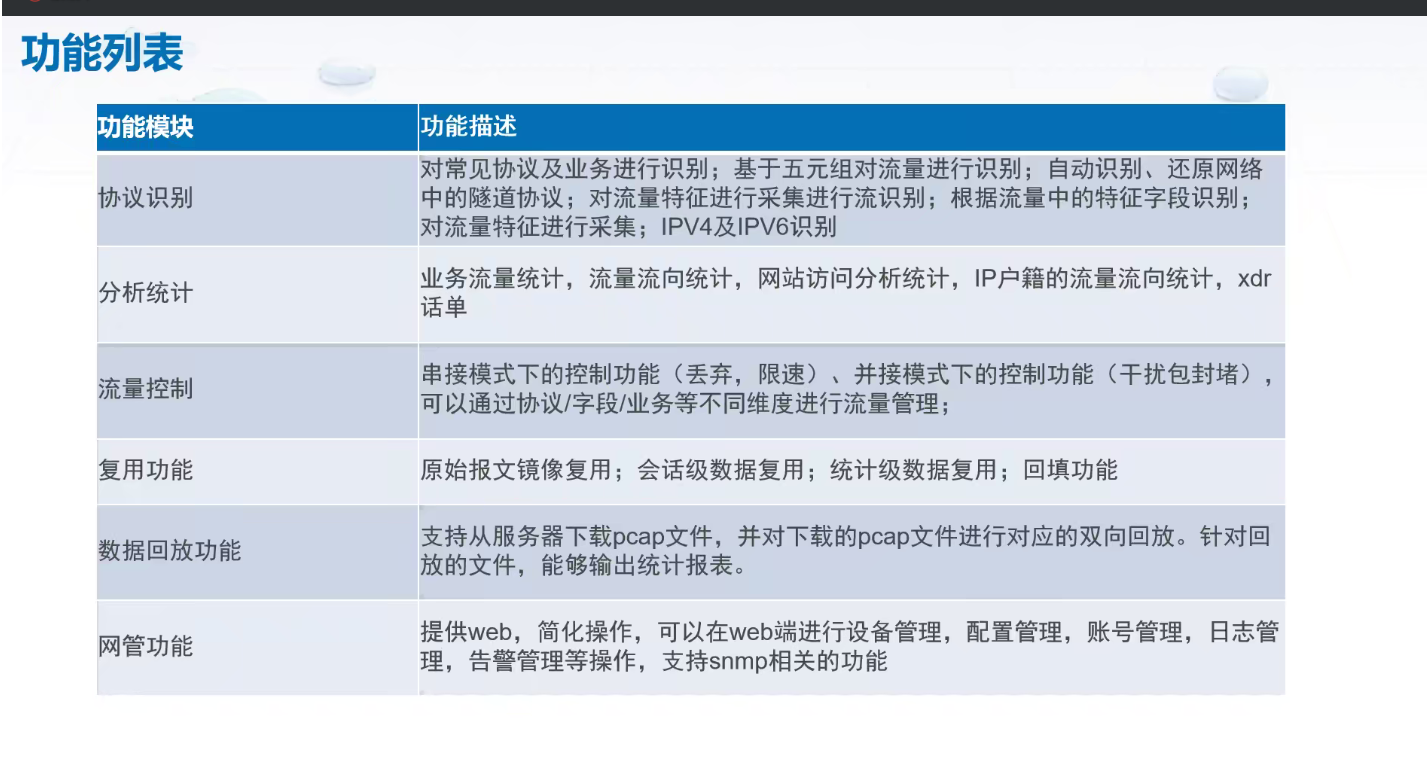 功能列表
功能模块
功能描述
协议识别
对常见协议及业务进行识别；基于五元组对流量进行识别；自动识别、还原网络
中的隧道协议；对流量特征进行采集进行流识别；根据流量中的特征字段识别；
对流量特征进行采集；IPV4及IPV6识别
分析统计
业务流量统计，流量流向统计，网站访问分析统计，IP户籍的流量流向统计，xdr
话单
流量控制
串接模式下的控制功能（丢弃，限速）、并接模式下的控制功能（干扰包封堵），
可以通过协议/字段/业务等不同维度进行流量管理；
复用功能
原始报文镜像复用；会话级数据复用；统计级数据复用；回填功能
数据回放功能
支持从服务器下载pcap文件，并对下载的pcap文件进行对应的双向回放。针对回
放的文件，能够输出统计报表。
网管功能
提供web，简化操作，可以在web端进行设备管理，配置管理，账号管理，日志管
理，告警管理等操作，支持snmp相关的功能